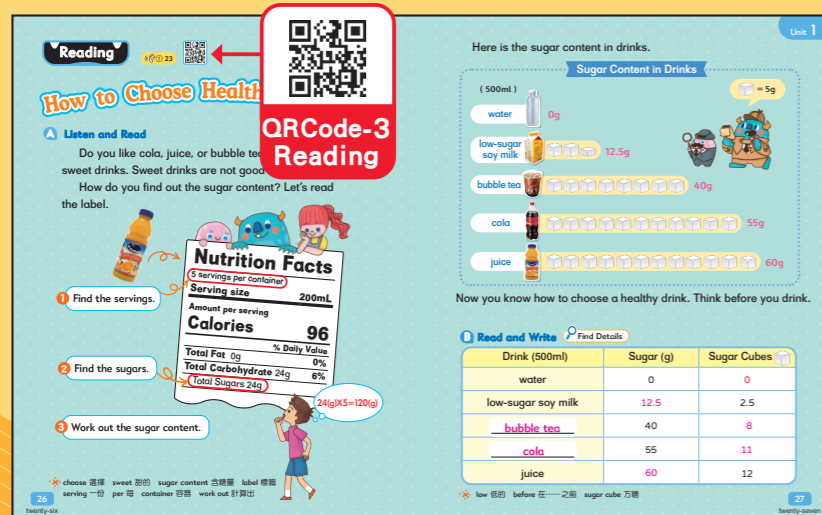 Reading
23
QRCode-3
Reading
How to Choose Health
A Listen and Read
Do you like cola, juice, or bubble te
sweet drinks. Sweet drinks are not good
How do you find out the sugar content? Let's read
the label.
Nutrition Facts
5 servings per container
Serving size 200mL
Amount per serving
Calories 96
% Daily Value
Total Fat 0g 0%
Total Carbohydrate 24g 6%
Total Sugars 24g
1 Find the servings.
2 Find the sugars.
3 Work out the sugar content.
24(g)X5=120(g)
choose 選擇 sweet 甜的 sugar content 含糖量 label 標籤
serving 一份 per 每 container 容器 work out 計算出
26
twenty-six
Unit 1
Here is the sugar content in drinks.
Sugar Content in Drinks
( 500ml )
= 5g
water 0g
low-sugar
soy milk 12.5g
bubble tea 40g
cola 55g
juice 60g
Now you know how to choose a healthy drink. Think before you drink.
B Read and Write Find Details
Drink (500ml) Sugar (g) Sugar Cubes
water 0 0
low-sugar soy milk 12.5 2.5
bubble tea 40 8
cola 55 11
juice 60 12
low 低的 before 在……之前 sugar cube 方糖
27
twenty-seven